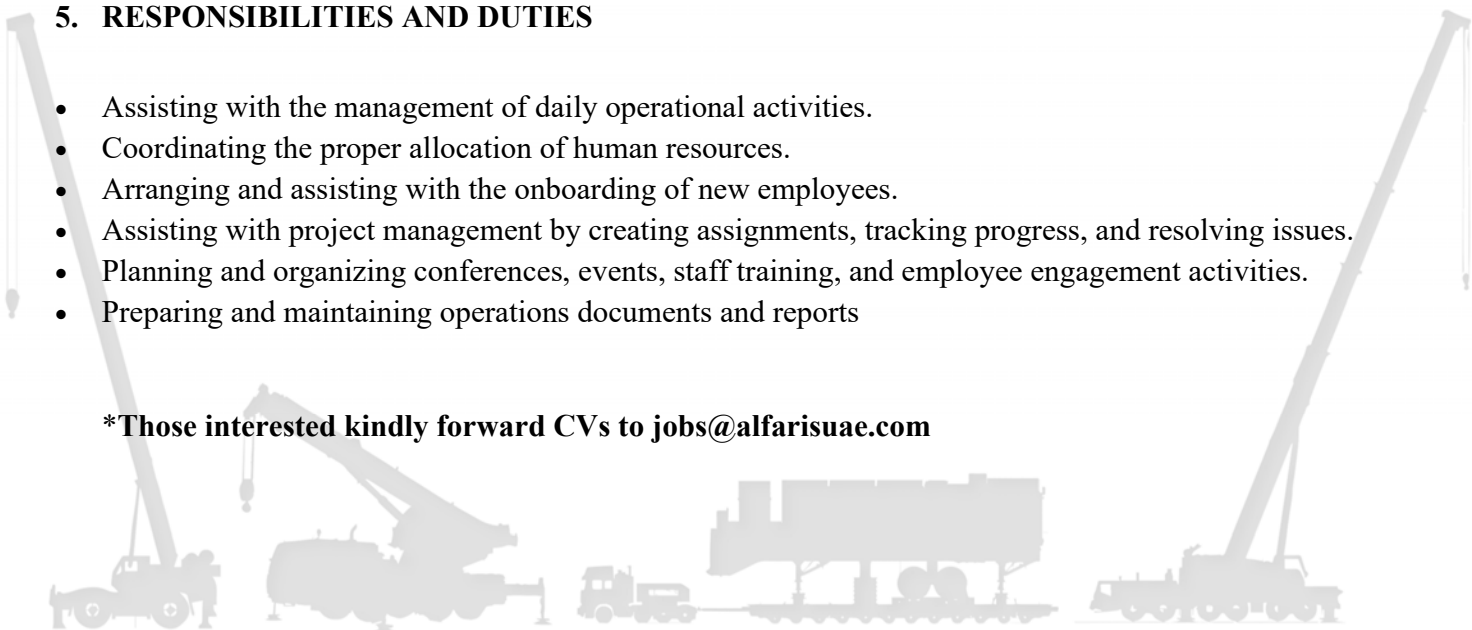 5. RESPONSIBILITIES AND DUTIES
• Assisting with the management of daily operational activities.
• Coordinating the proper allocation of human resources.
• Arranging and assisting with the onboarding of new employees.
• Assisting with project management by creating assignments, tracking progress, and resolving issues.
• Planning and organizing conferences, events, staff training, and employee engagement activities.
• Preparing and maintaining operations documents and reports
*Those interested kindly forward CVs to jobs@alfarisuae.com